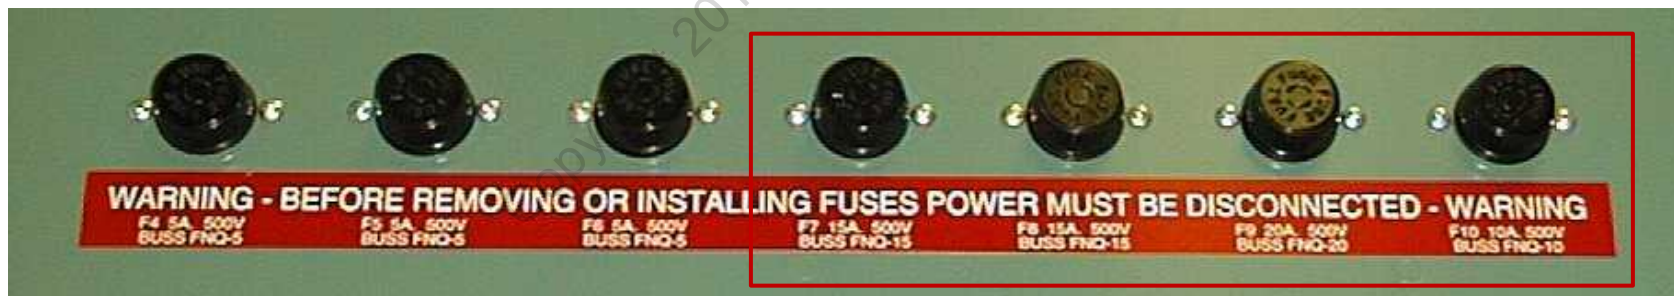 WARNING - BEFORE REMOVING OR INSTALLING FUSES POWER MUST BE DISCONNECTED - WARNING
F4 5A. 500V
BUSS FNQ-5
F5 5A. 500V
BUSS FNQ-5
F6 5A. 500V
BUSS FNQ-5
F7 15A. 500V
BUSS FNQ-15
F8 15A. 500V
BUSS FNQ-15
F9 20A. 500V
BUSS FNQ-20
F10 10A. 500V
BUSS FNQ-10
FUSE